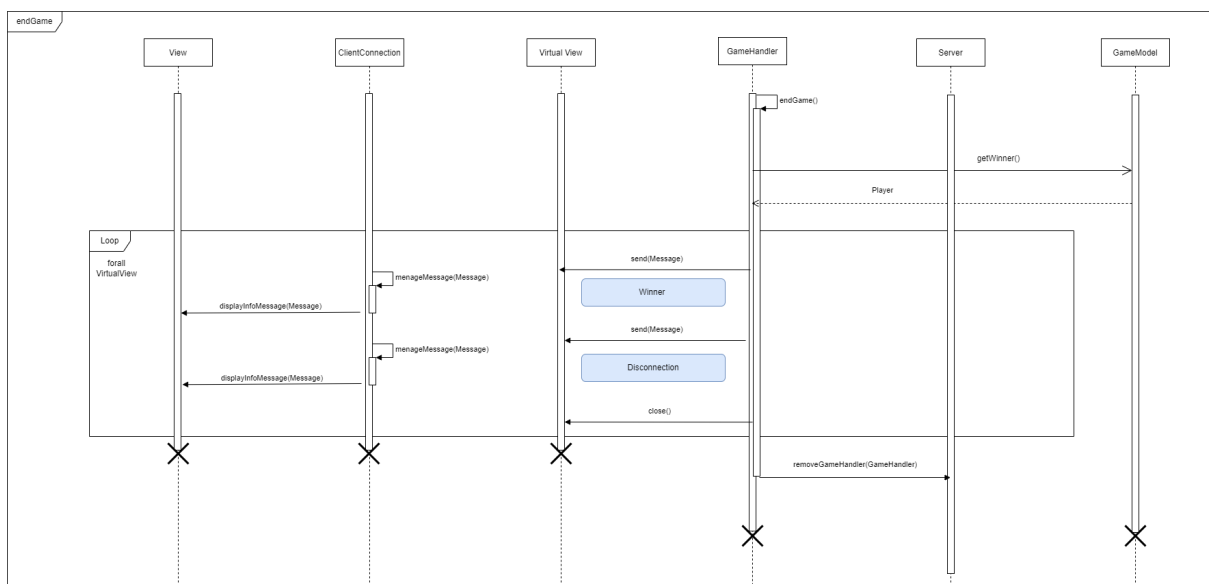 endGame
View
ClientConnection
Virtual View
GameHandler
Server
GameModel
endGame()
getWinner()
Player
Loop
forall
VirtualView
send(Message)
menageMessage(Message)
Winner
displayInfoMessage(Message)
send(Message)
menageMessage(Message)
Disconnection
displayInfoMessage(Message)
close()
removeGameHandler(GameHandler)